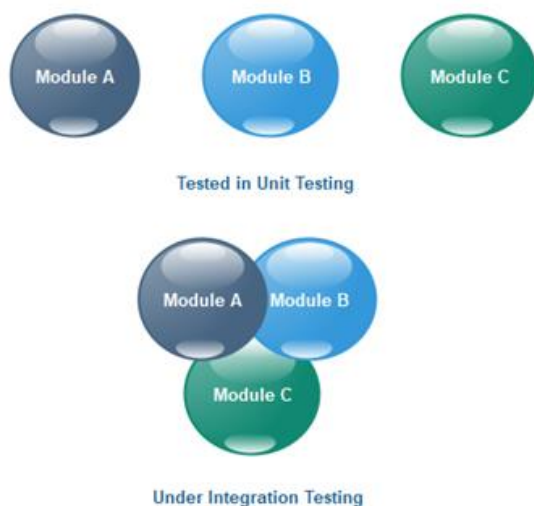 Module A
Module B
Module C
Tested in Unit Testing
Module A
Module B
Module C
Under Integration Testing